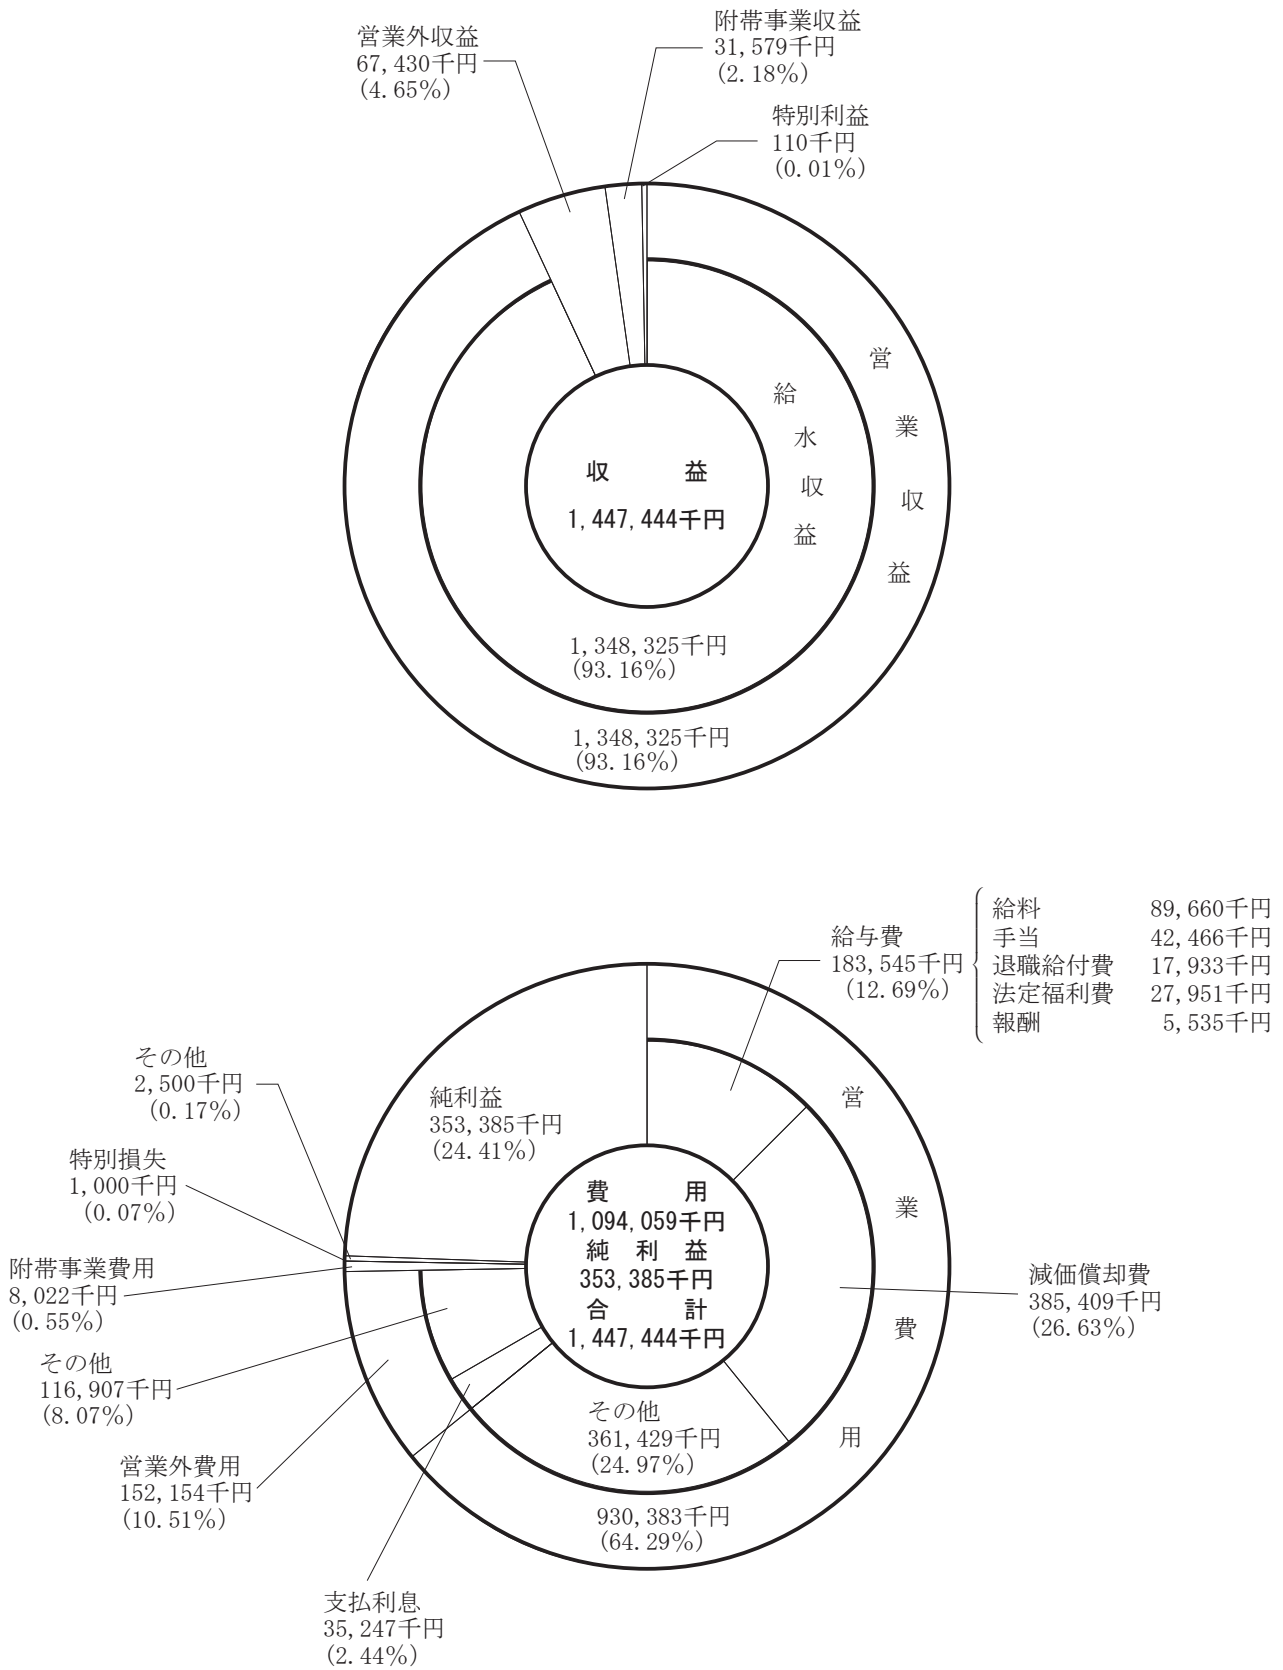 営業外収益
67,430千円
(4.65%)
附帯事業収益
31,579千円
(2.18%)
特別利益
110千円
(0.01%)
営業収益
給水収益
収益
1,447,444千円
1,348,325千円
(93.16%)
1,348,325千円
(93.16%)
給与費
183,545千円
(12.69%)
給料 89,660千円
手当 42,466千円
退職給付費 17,933千円
法定福利費 27,951千円
報酬 5,535千円
その他
2,500千円
(0.17%)
純利益
353,385千円
(24.41%)
特別損失
1,000千円
(0.07%)
附帯事業費用
8,022千円
(0.55%)
費用
1,094,059千円
純利益
353,385千円
合計
1,447,444千円
営業費用
減価償却費
385,409千円
(26.63%)
その他
116,907千円
(8.07%)
その他
361,429千円
(24.97%)
営業外費用
152,154千円
(10.51%)
930,383千円
(64.29%)
支払利息
35,247千円
(2.44%)